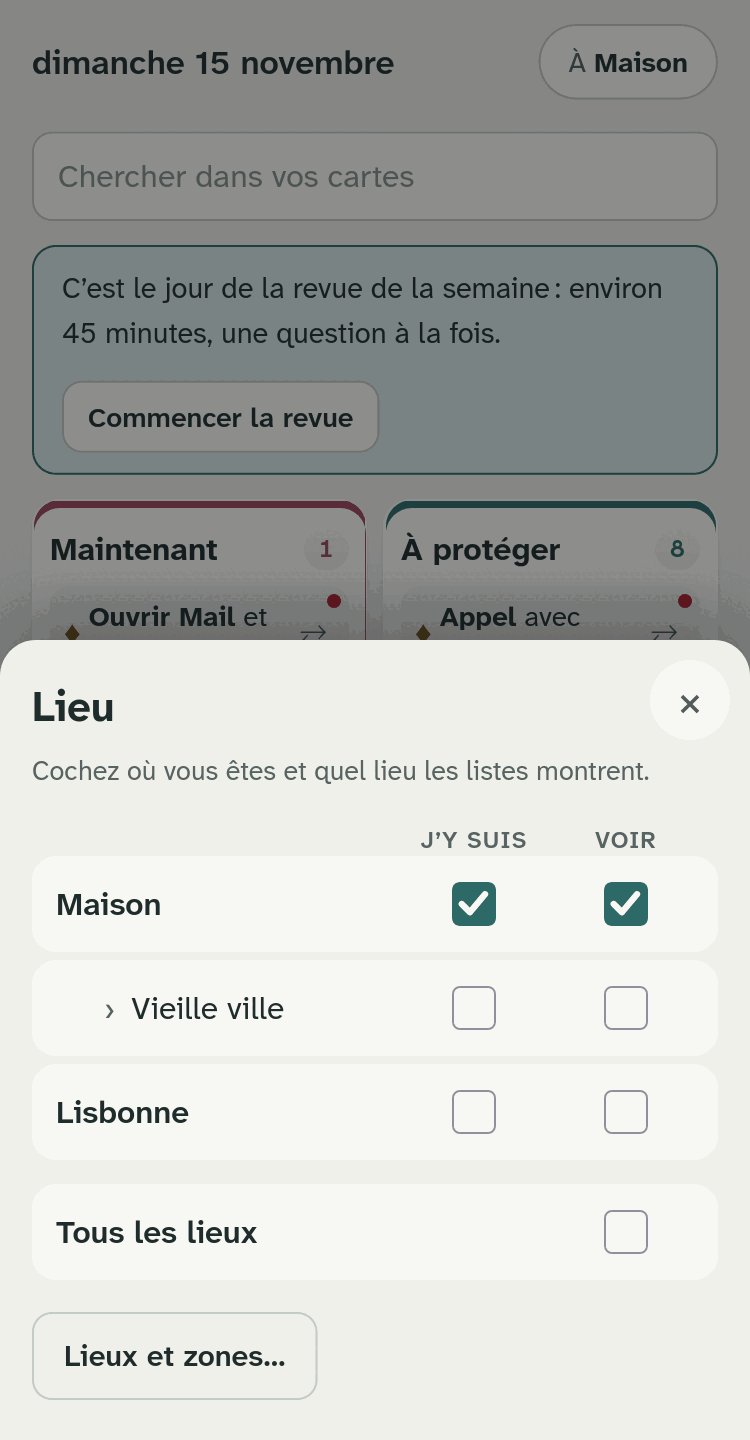 dimanche 15 novembre
À Maison
Chercher dans vos cartes
C’est le jour de la revue de la semaine : environ
45 minutes, une question à la fois.
Commencer la revue
Maintenant 1
À protéger 8
Ouvrir Mail et
Appel avec
Lieu
×
Cochez où vous êtes et quel lieu les listes montrent.
J’Y SUIS VOIR
Maison
› Vieille ville
Lisbonne
Tous les lieux
Lieux et zones…